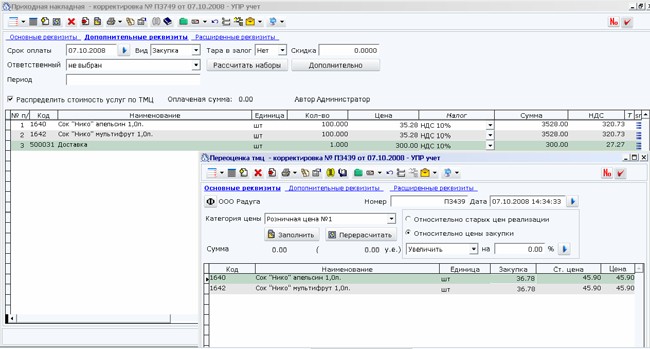 Приходная накладная - корректировка № П3749 от 07.10.2008 - УПР учет
Основные реквизиты Дополнительные реквизиты Расширенные реквизиты
Срок оплаты 07.10.2008 Вид Закупка Тара в залог Нет Скидка 0.0000
Ответственный не выбран Рассчитать наборы Дополнительно
Период
Распределить стоимость услуг по ТМЦ Оплаченая сумма: 0.00 Автор Администратор
№ п/ Код Наименование Единица Кол-во Цена Налог Сумма НДС Т
1 1640 Сок "Нико" апельсин 1,0л. шт 100.000 35.28 НДС 10% 3528.00 320.73
2 1642 Сок "Нико" мультифрут 1,0л. шт 100.000 35.28 НДС 10% 3528.00 320.73
3 500031 Доставка шт 1.000 300.00 НДС 10% 300.00 27.27
Переоценка тмц - корректировка № П3439 от 07.10.2008 - УПР учет
Основные реквизиты Дополнительные реквизиты Расширенные реквизиты
Ф ООО Радуга Номер П3439 Дата 07.10.2008 14:34:33
Категория цены Розничная цена №1
Относительно старых цен реализации
Относительно цены закупки
Заполнить Перерасчитать
Сумма 0.00 ( 0.00 у.е.) Увеличить на 0.00 %
Код Наименование Единица Закупка Ст. цена Цена
1640 Сок "Нико" апельсин 1,0л. шт 36.78 45.90 45.90
1642 Сок "Нико" мультифрут 1,0л. шт 36.78 45.90 45.90